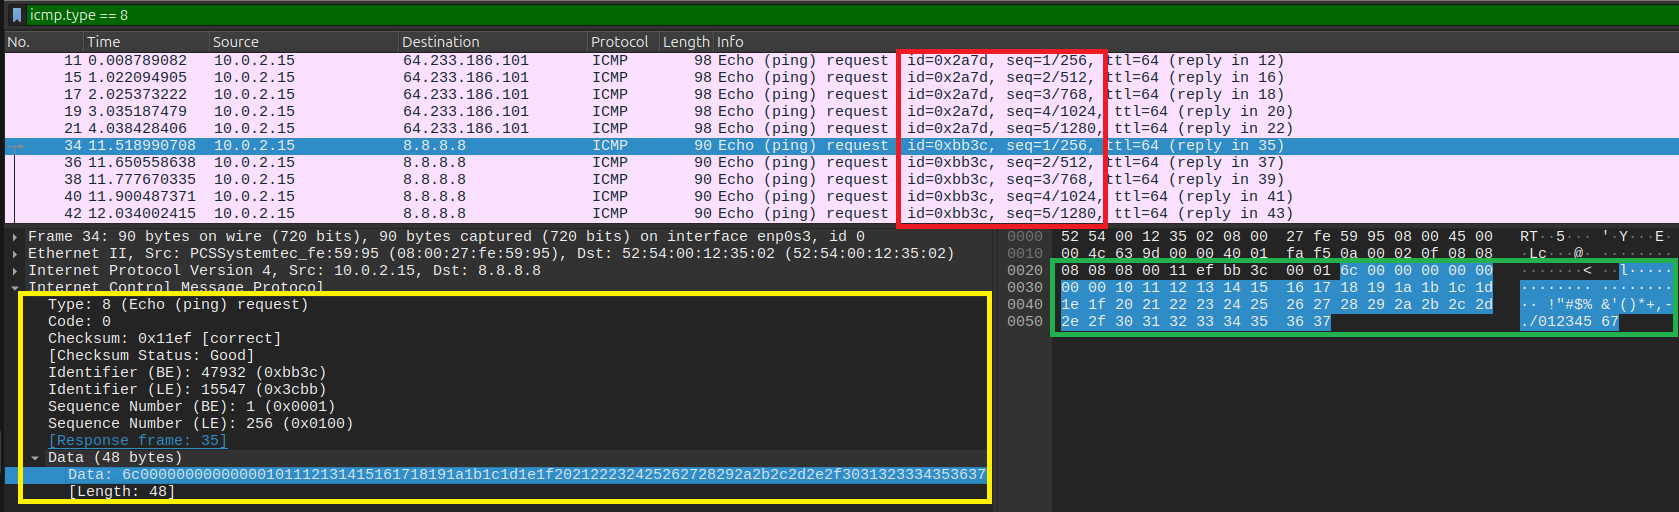 icmp.type == 8
No. Time Source Destination Protocol Length Info
11 0.008789082 10.0.2.15 64.233.186.101 ICMP 98 Echo (ping) request id=0x2a7d, seq=1/256, ttl=64 (reply in 12)
15 1.022094905 10.0.2.15 64.233.186.101 ICMP 98 Echo (ping) request id=0x2a7d, seq=2/512, ttl=64 (reply in 16)
17 2.025373222 10.0.2.15 64.233.186.101 ICMP 98 Echo (ping) request id=0x2a7d, seq=3/768, ttl=64 (reply in 18)
19 3.035187479 10.0.2.15 64.233.186.101 ICMP 98 Echo (ping) request id=0x2a7d, seq=4/1024, ttl=64 (reply in 20)
21 4.038428406 10.0.2.15 64.233.186.101 ICMP 98 Echo (ping) request id=0x2a7d, seq=5/1280, ttl=64 (reply in 22)
34 11.518990708 10.0.2.15 8.8.8.8 ICMP 90 Echo (ping) request id=0xbb3c, seq=1/256, ttl=64 (reply in 35)
36 11.650558638 10.0.2.15 8.8.8.8 ICMP 90 Echo (ping) request id=0xbb3c, seq=2/512, ttl=64 (reply in 37)
38 11.777670335 10.0.2.15 8.8.8.8 ICMP 90 Echo (ping) request id=0xbb3c, seq=3/768, ttl=64 (reply in 39)
40 11.900487371 10.0.2.15 8.8.8.8 ICMP 90 Echo (ping) request id=0xbb3c, seq=4/1024, ttl=64 (reply in 41)
42 12.034002415 10.0.2.15 8.8.8.8 ICMP 90 Echo (ping) request id=0xbb3c, seq=5/1280, ttl=64 (reply in 43)
Frame 34: 90 bytes on wire (720 bits), 90 bytes captured (720 bits) on interface enp0s3, id 0
Ethernet II, Src: PCSSystemtec_fe:59:95 (08:00:27:fe:59:95), Dst: 52:54:00:12:35:02 (52:54:00:12:35:02)
Internet Protocol Version 4, Src: 10.0.2.15, Dst: 8.8.8.8
Internet Control Message Protocol
Type: 8 (Echo (ping) request)
Code: 0
Checksum: 0x11ef [correct]
[Checksum Status: Good]
Identifier (BE): 47932 (0xbb3c)
Identifier (LE): 15547 (0x3cbb)
Sequence Number (BE): 1 (0x0001)
Sequence Number (LE): 256 (0x0100)
[Response frame: 35]
Data (48 bytes)
Data: 6c00000000000000101112131415161718191a1b1c1d1e1f202122232425262728292a2b2c2d2e2f3031323334353637
[Length: 48]
0000 52 54 00 12 35 02 08 00 27 fe 59 95 08 00 45 00 RT··5··· '·Y···E·
0010 00 4c 63 9d 00 00 40 01 fa f5 0a 00 02 0f 08 08 ·Lc···@· ········
0020 08 08 08 00 11 ef bb 3c 00 01 6c 00 00 00 00 00 ·······< ··l·····
0030 00 00 10 11 12 13 14 15 16 17 18 19 1a 1b 1c 1d ········ ········
0040 1e 1f 20 21 22 23 24 25 26 27 28 29 2a 2b 2c 2d ·· !"#$% &'()*+,-
0050 2e 2f 30 31 32 33 34 35 36 37 ./012345 67